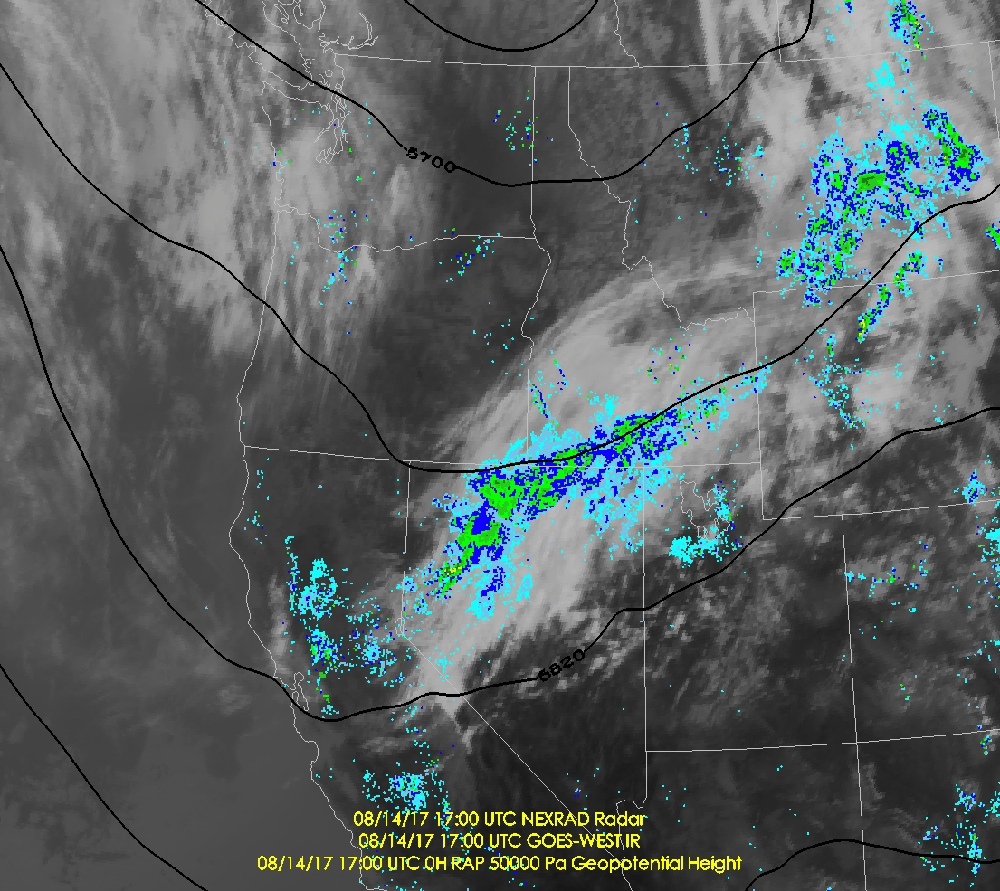 5700
5820
08/14/17 17:00 UTC NEXRAD Radar
08/14/17 17:00 UTC GOES-WEST IR
08/14/17 17:00 UTC 0H RAP 50000 Pa Geopotential Height